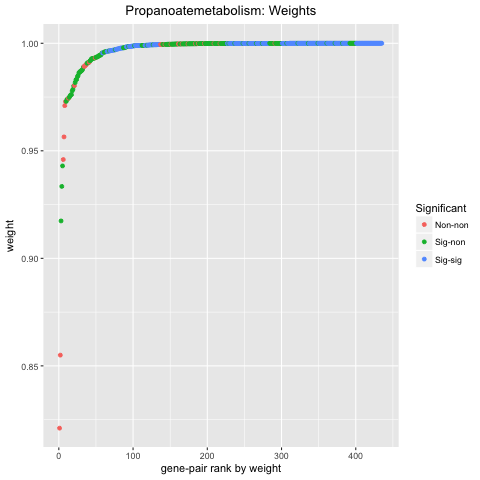 Propanoatemetabolism: Weights
1.00
0.95
0.90
0.85
weight
0
100
200
300
400
gene-pair rank by weight
Significant
Non-non
Sig-non
Sig-sig